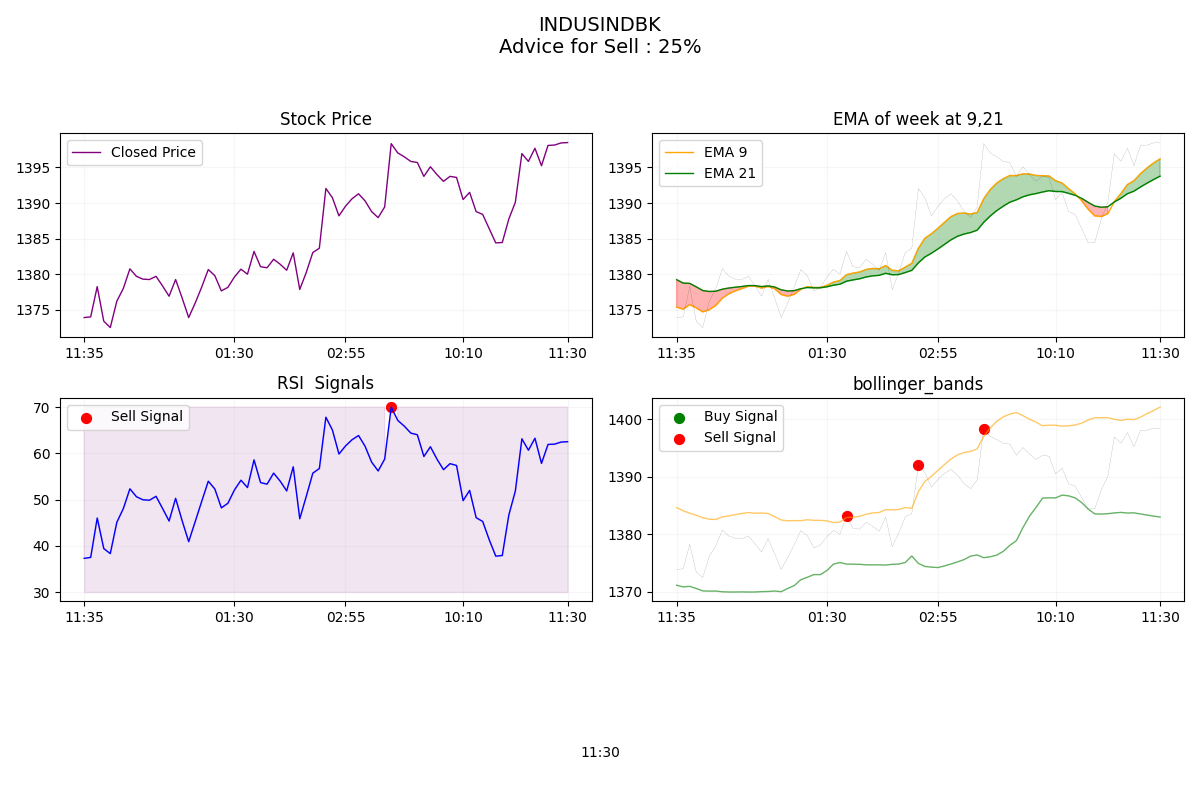 INDUSINDBK
Advice for Sell : 25%
Stock Price
Closed Price
1395
1390
1385
1380
1375
11:35 01:30 02:55 10:10 11:30
EMA of week at 9,21
EMA 9
EMA 21
1395
1390
1385
1380
1375
11:35 01:30 02:55 10:10 11:30
RSI  Signals
Sell Signal
70
60
50
40
30
11:35 01:30 02:55 10:10 11:30
bollinger_bands
Buy Signal
Sell Signal
1400
1390
1380
1370
11:35 01:30 02:55 10:10 11:30
11:30